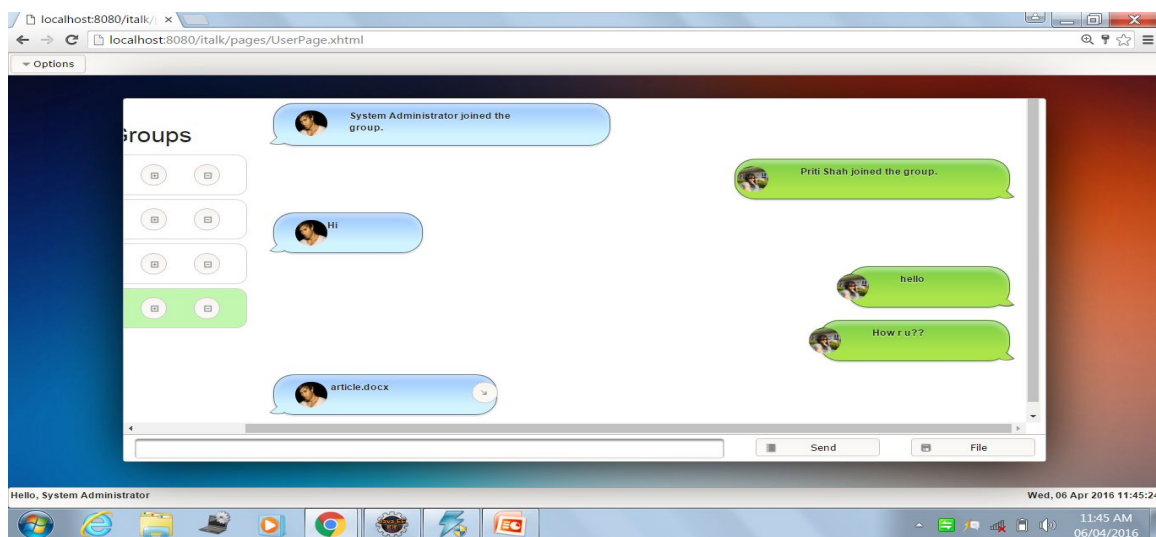 localhost:8080/italk/
localhost:8080/italk/pages/UserPage.xhtml
Options
Groups
System Administrator joined the
group.
Priti Shah joined the group.
Hi
hello
How r u??
article.docx
Send
File
Hello, System Administrator
Wed, 06 Apr 2016 11:45:24
11:45 AM
06/04/2016